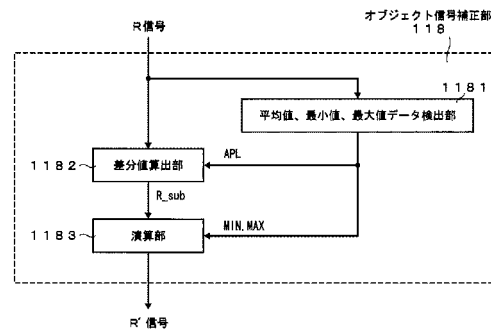 オブジェクト信号補正部
118
R信号
1181
平均値、最小値、最大値データ検出部
APL
1182
差分値算出部
R_sub
MIN.MAX
1183
演算部
R'信号